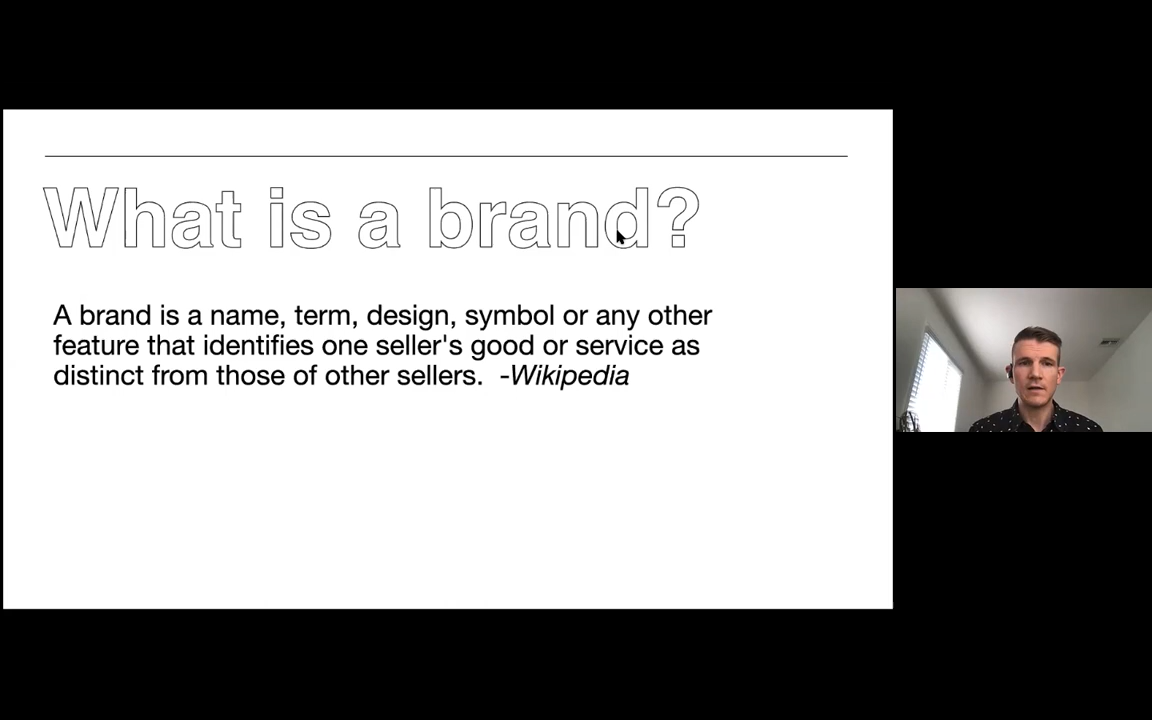 What is a brand?
A brand is a name, term, design, symbol or any other
feature that identifies one seller's good or service as
distinct from those of other sellers.  -Wikipedia